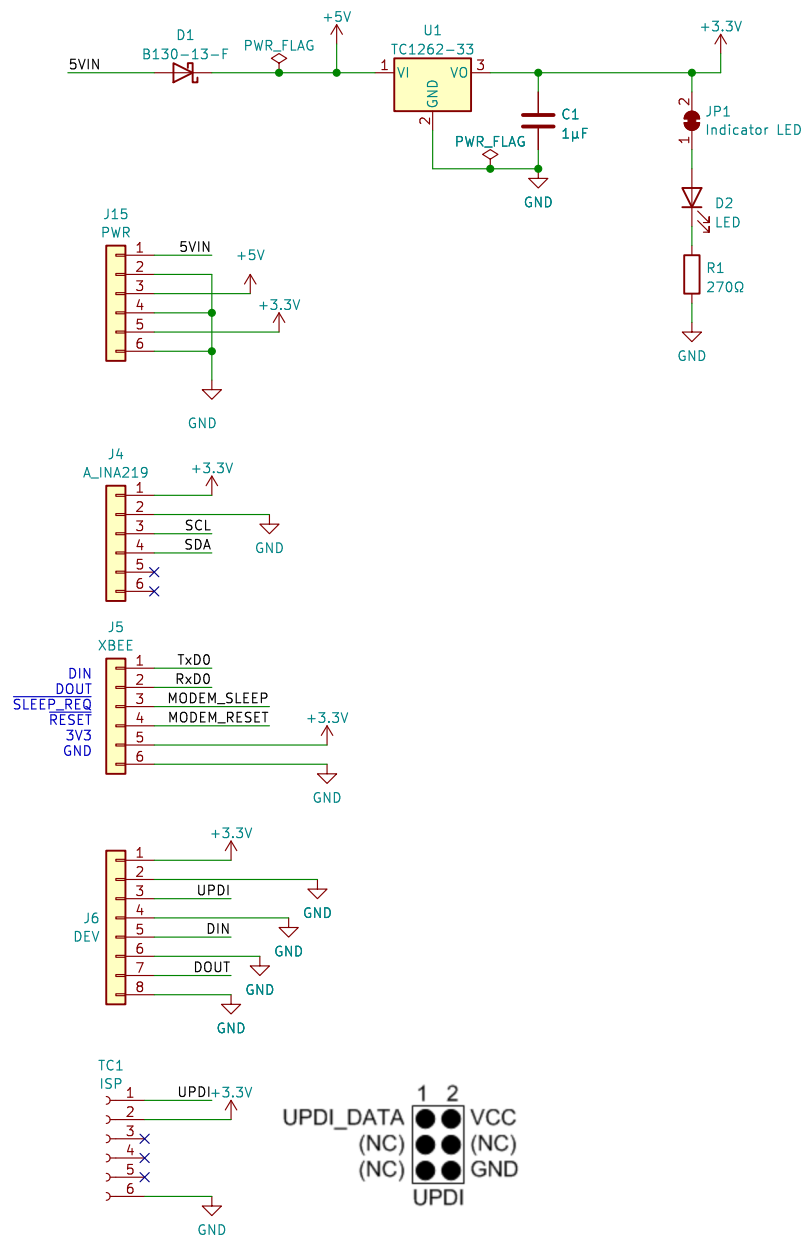 D1
B130-13-F
5VIN
PWR_FLAG
+5V
U1
TC1262-33
1
VI
VO
3
GND
2
PWR_FLAG
C1
1µF
GND
+3.3V
2
JP1
Indicator LED
1
D2
LED
R1
270Ω
GND
J15
PWR
1
5VIN
2
+5V
3
+3.3V
4
5
6
GND
J4
A_INA219
+3.3V
1
2
3
SCL
GND
4
SDA
5
6
J5
XBEE
DIN
DOUT
SLEEP_REQ
RESET
3V3
GND
1
TxD0
2
RxD0
3
MODEM_SLEEP
4
MODEM_RESET
+3.3V
5
6
GND
+3.3V
1
2
3
UPDI
GND
4
J6
DEV
5
DIN
GND
6
7
DOUT
GND
8
GND
TC1
ISP
1
UPDI
+3.3V
2
3
4
5
6
GND
1 2
UPDI_DATA VCC
(NC) (NC)
(NC) GND
UPDI